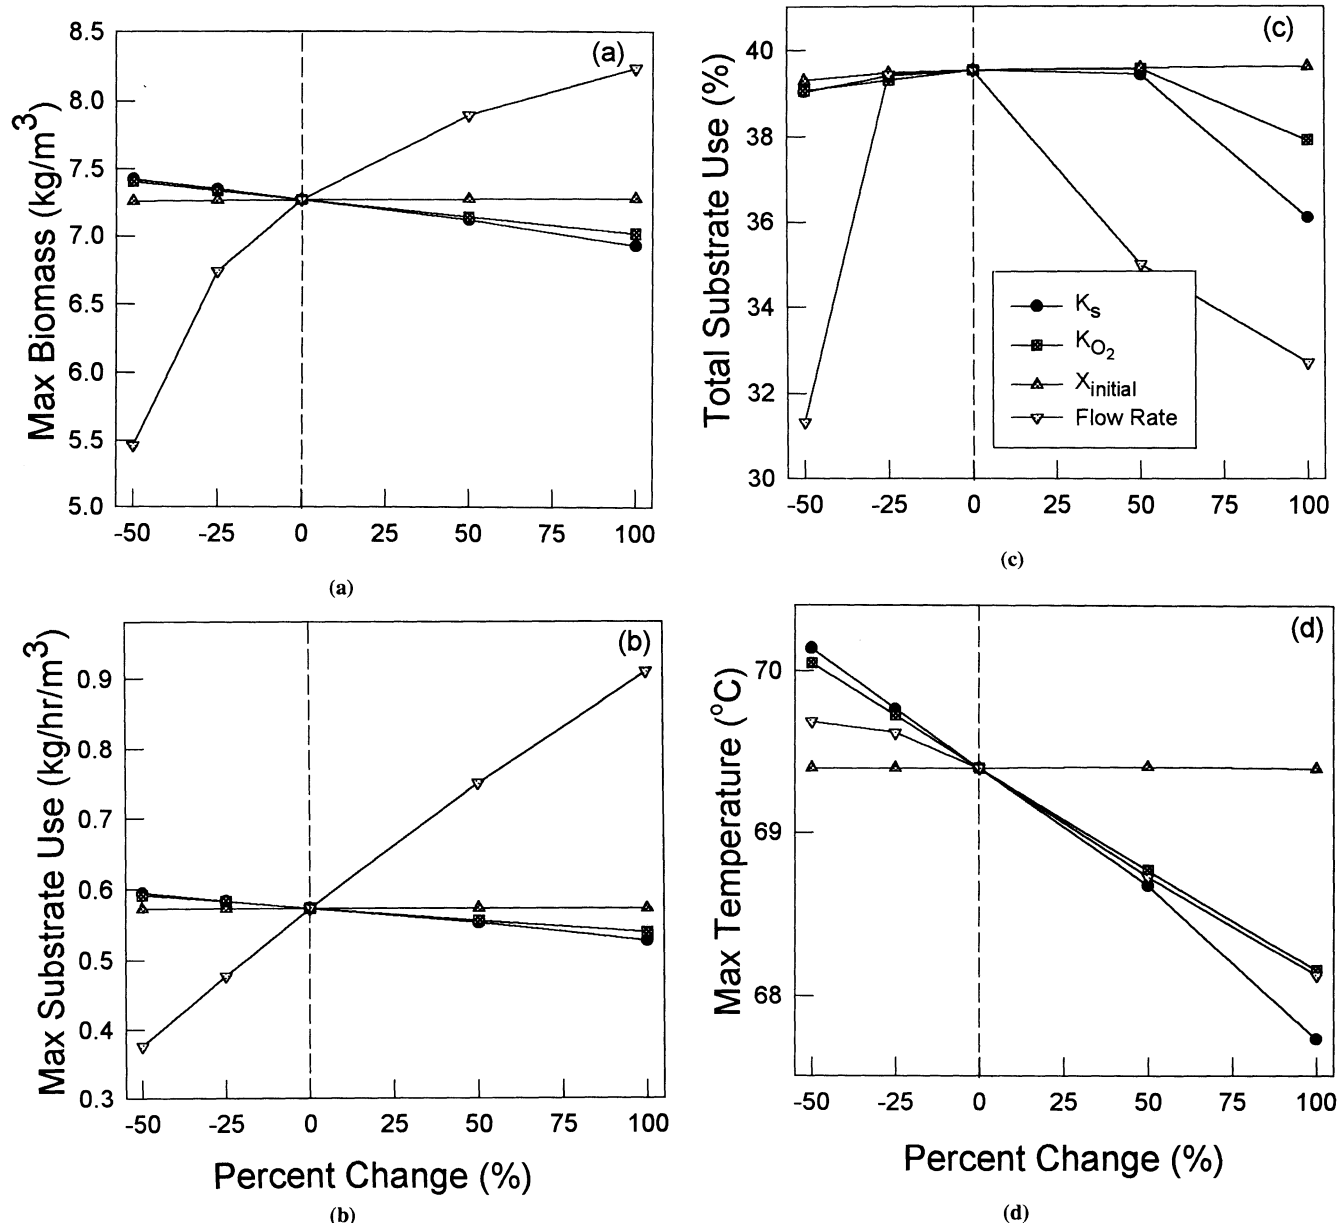 (a)
Max Biomass (kg/m³)
8.5
8.0
7.5
7.0
6.5
6.0
5.5
5.0
-50 -25 0 25 50 75 100
(a)
(c)
Total Substrate Use (%)
40
38
36
34
32
30
Kₛ
K_O₂
X_initial
Flow Rate
-50 -25 0 25 50 75 100
(c)
(b)
Max Substrate Use (kg/hr/m³)
0.9
0.8
0.7
0.6
0.5
0.4
0.3
-50 -25 0 25 50 75 100
Percent Change (%)
(b)
(d)
Max Temperature (°C)
70
69
68
-50 -25 0 25 50 75 100
Percent Change (%)
(d)